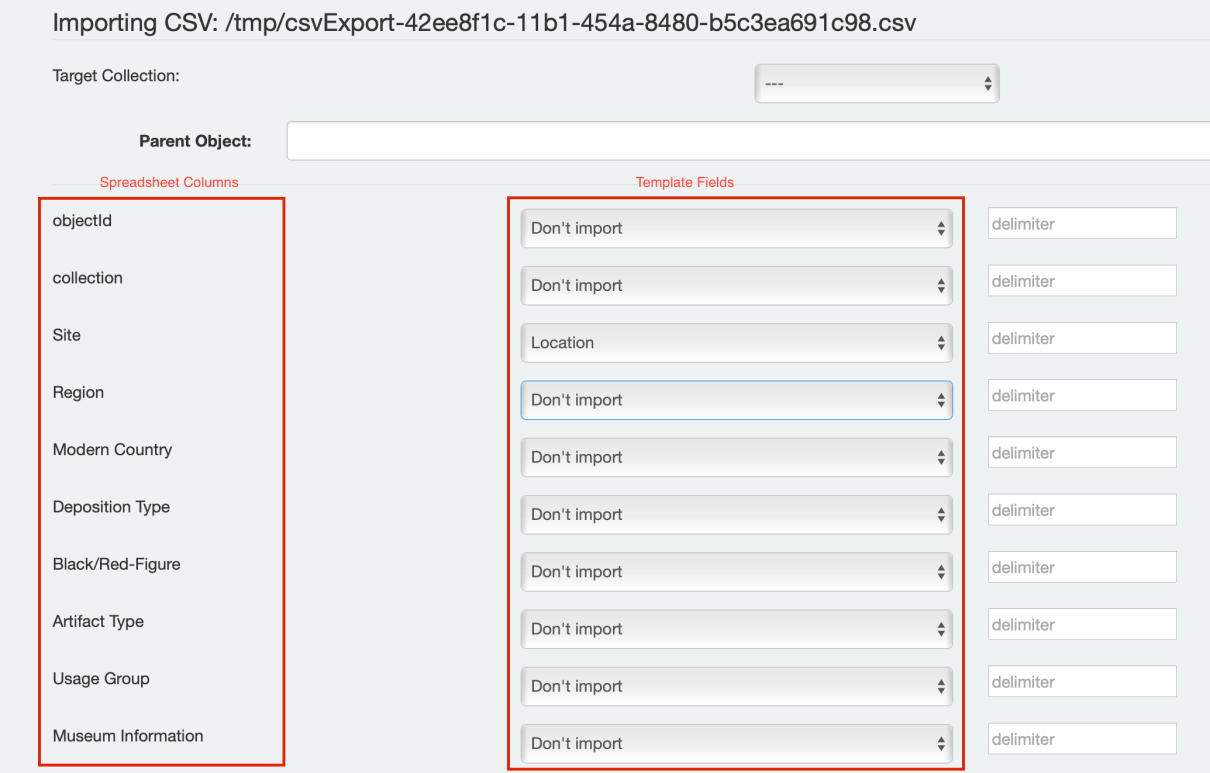 Importing CSV: /tmp/csvExport-42ee8f1c-11b1-454a-8480-b5c3ea691c98.csv
Target Collection: ---
Parent Object:
Spreadsheet Columns Template Fields
objectId Don't import delimiter
collection Don't import delimiter
Site Location delimiter
Region Don't import delimiter
Modern Country Don't import delimiter
Deposition Type Don't import delimiter
Black/Red-Figure Don't import delimiter
Artifact Type Don't import delimiter
Usage Group Don't import delimiter
Museum Information Don't import delimiter